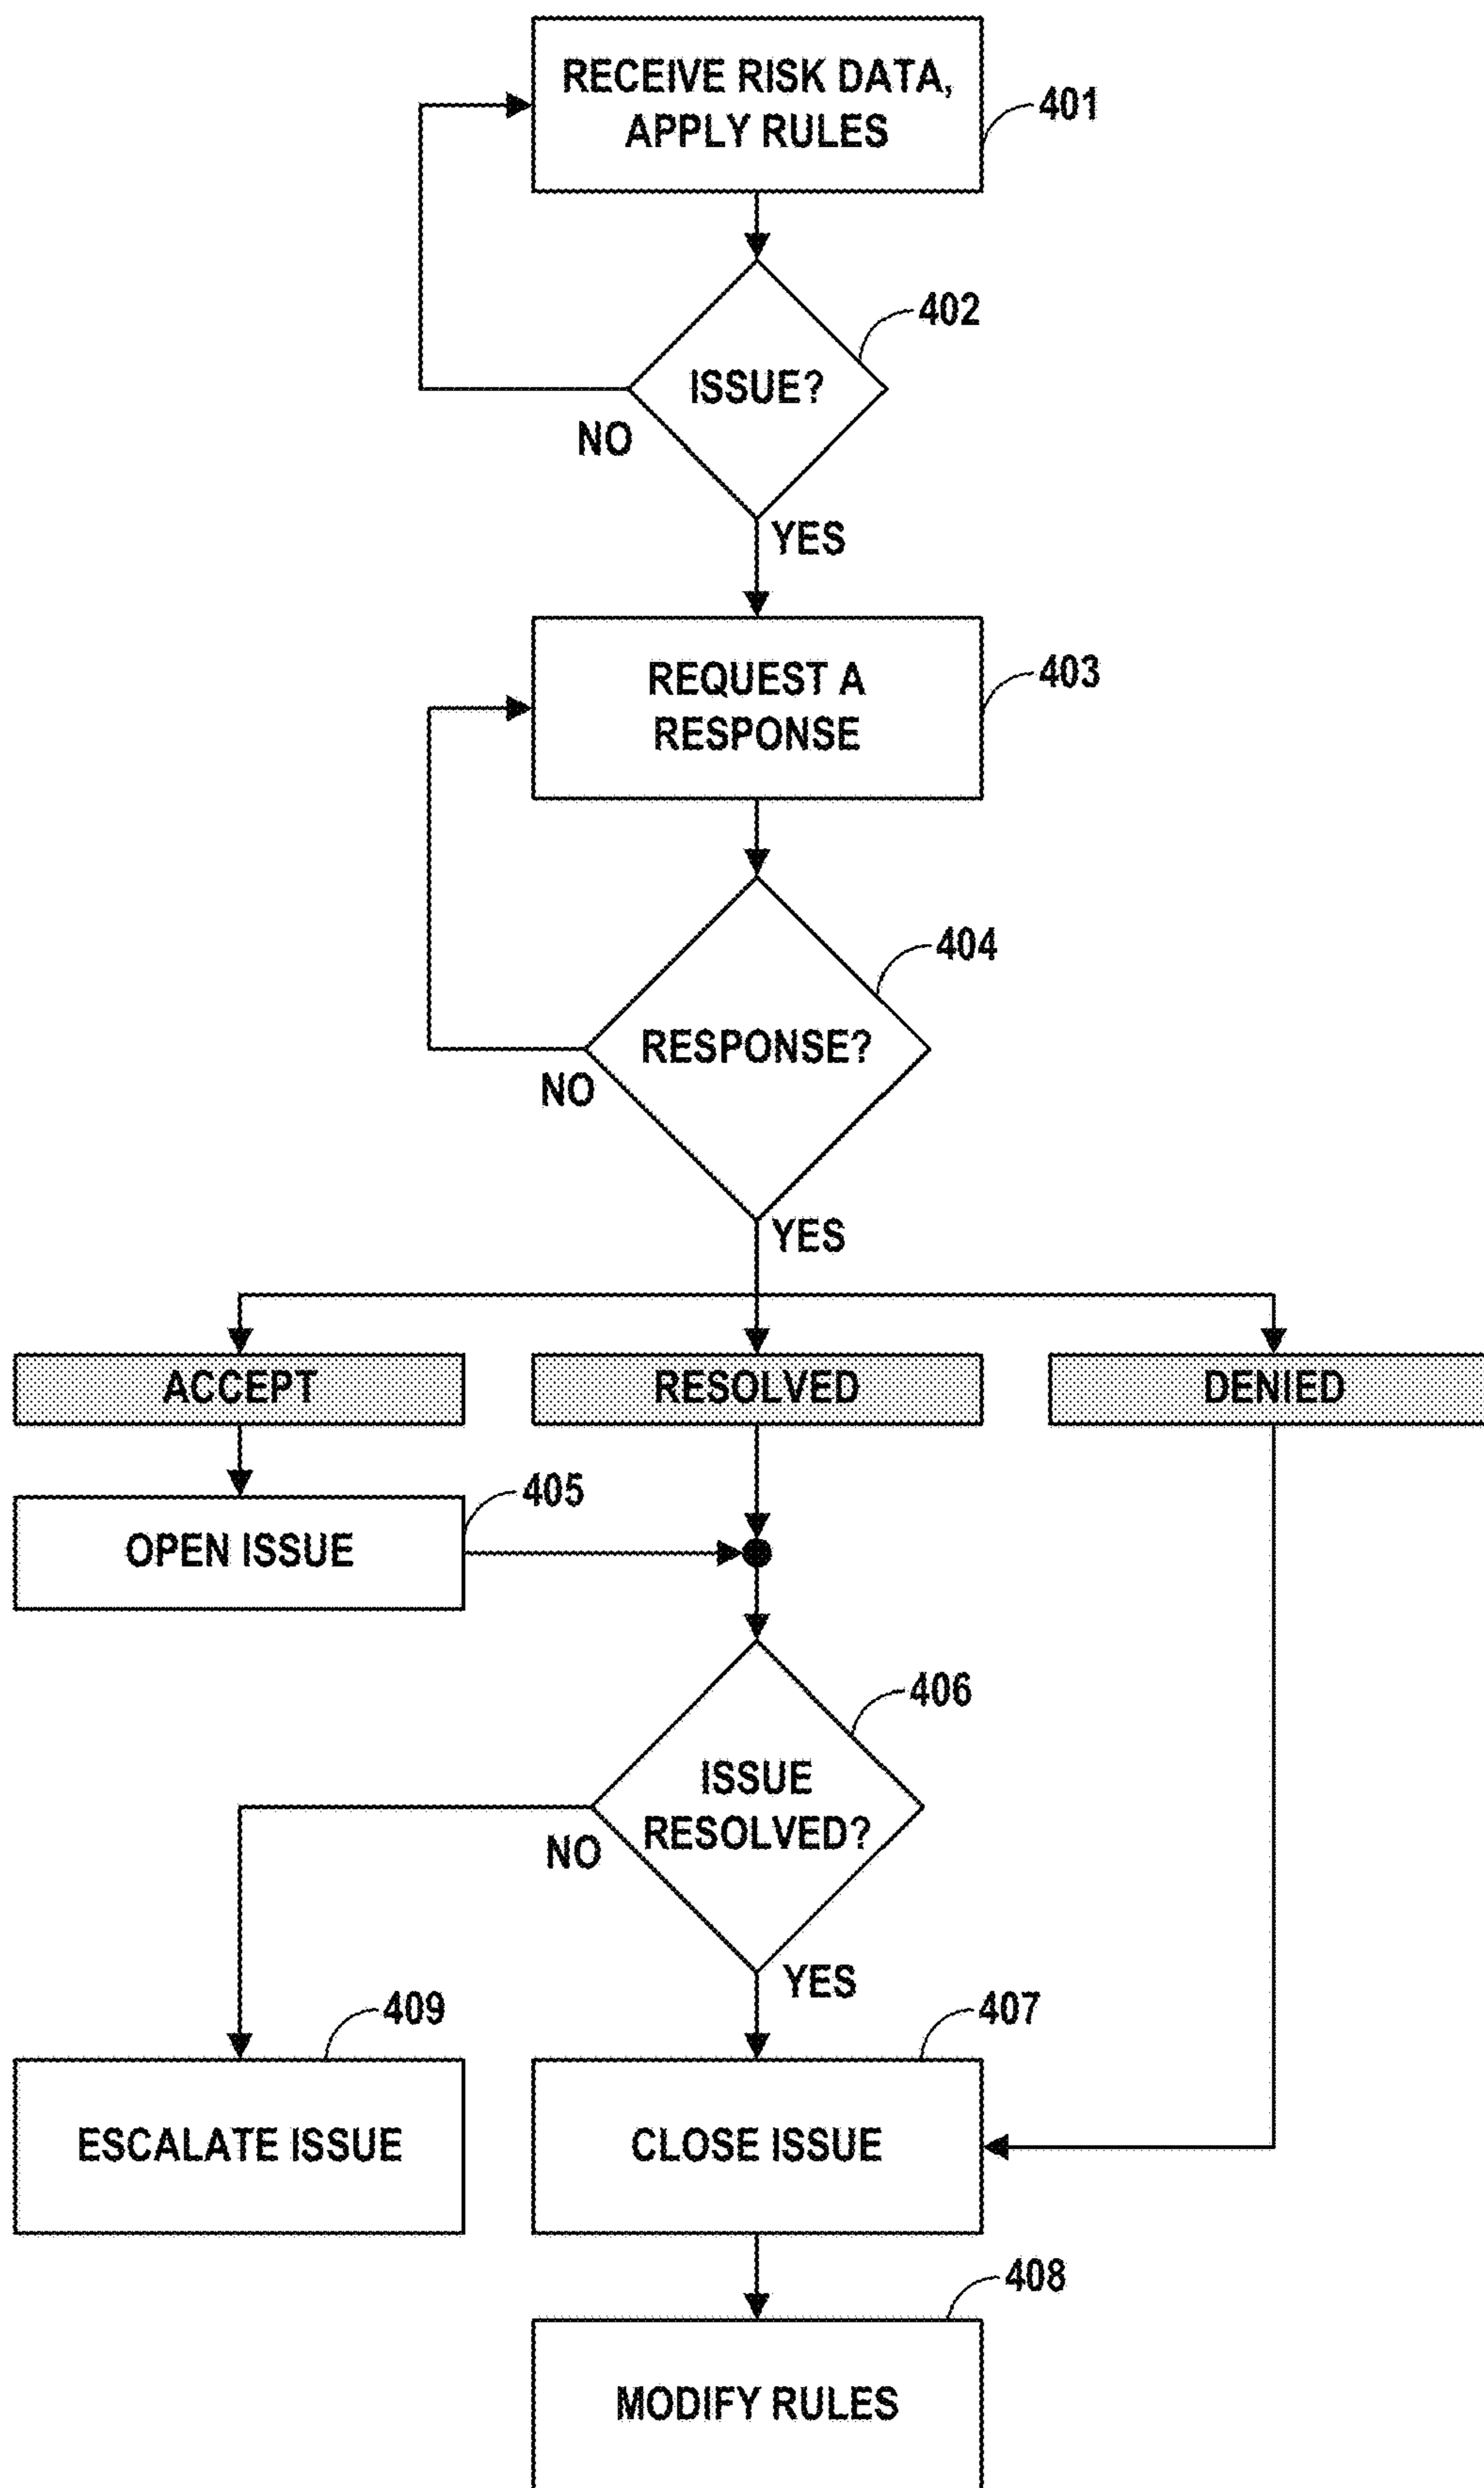 RECEIVE RISK DATA,
APPLY RULES
401
402
ISSUE?
NO
YES
REQUEST A
RESPONSE
403
404
RESPONSE?
NO
YES
ACCEPT
RESOLVED
DENIED
405
OPEN ISSUE
406
ISSUE
RESOLVED?
NO
YES
409
407
ESCALATE ISSUE
CLOSE ISSUE
408
MODIFY RULES